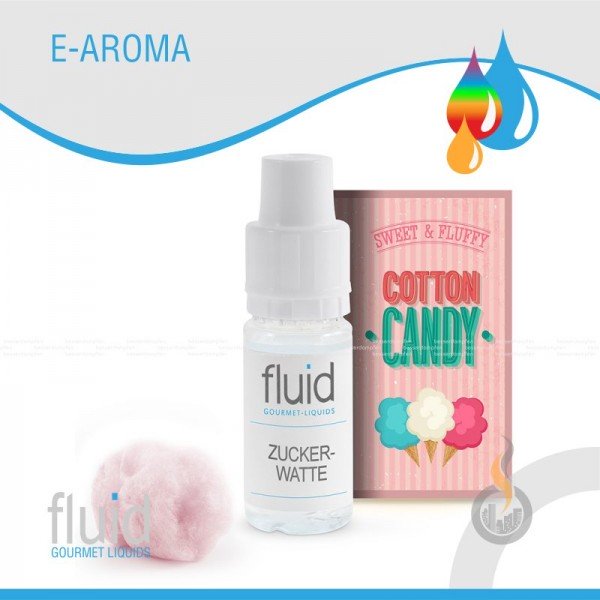 E-AROMA
SWEET & FLUFFY
COTTON
CANDY
fluid
GOURMET-LIQUIDS
ZUCKER-
WATTE
fluid
GOURMET LIQUIDS